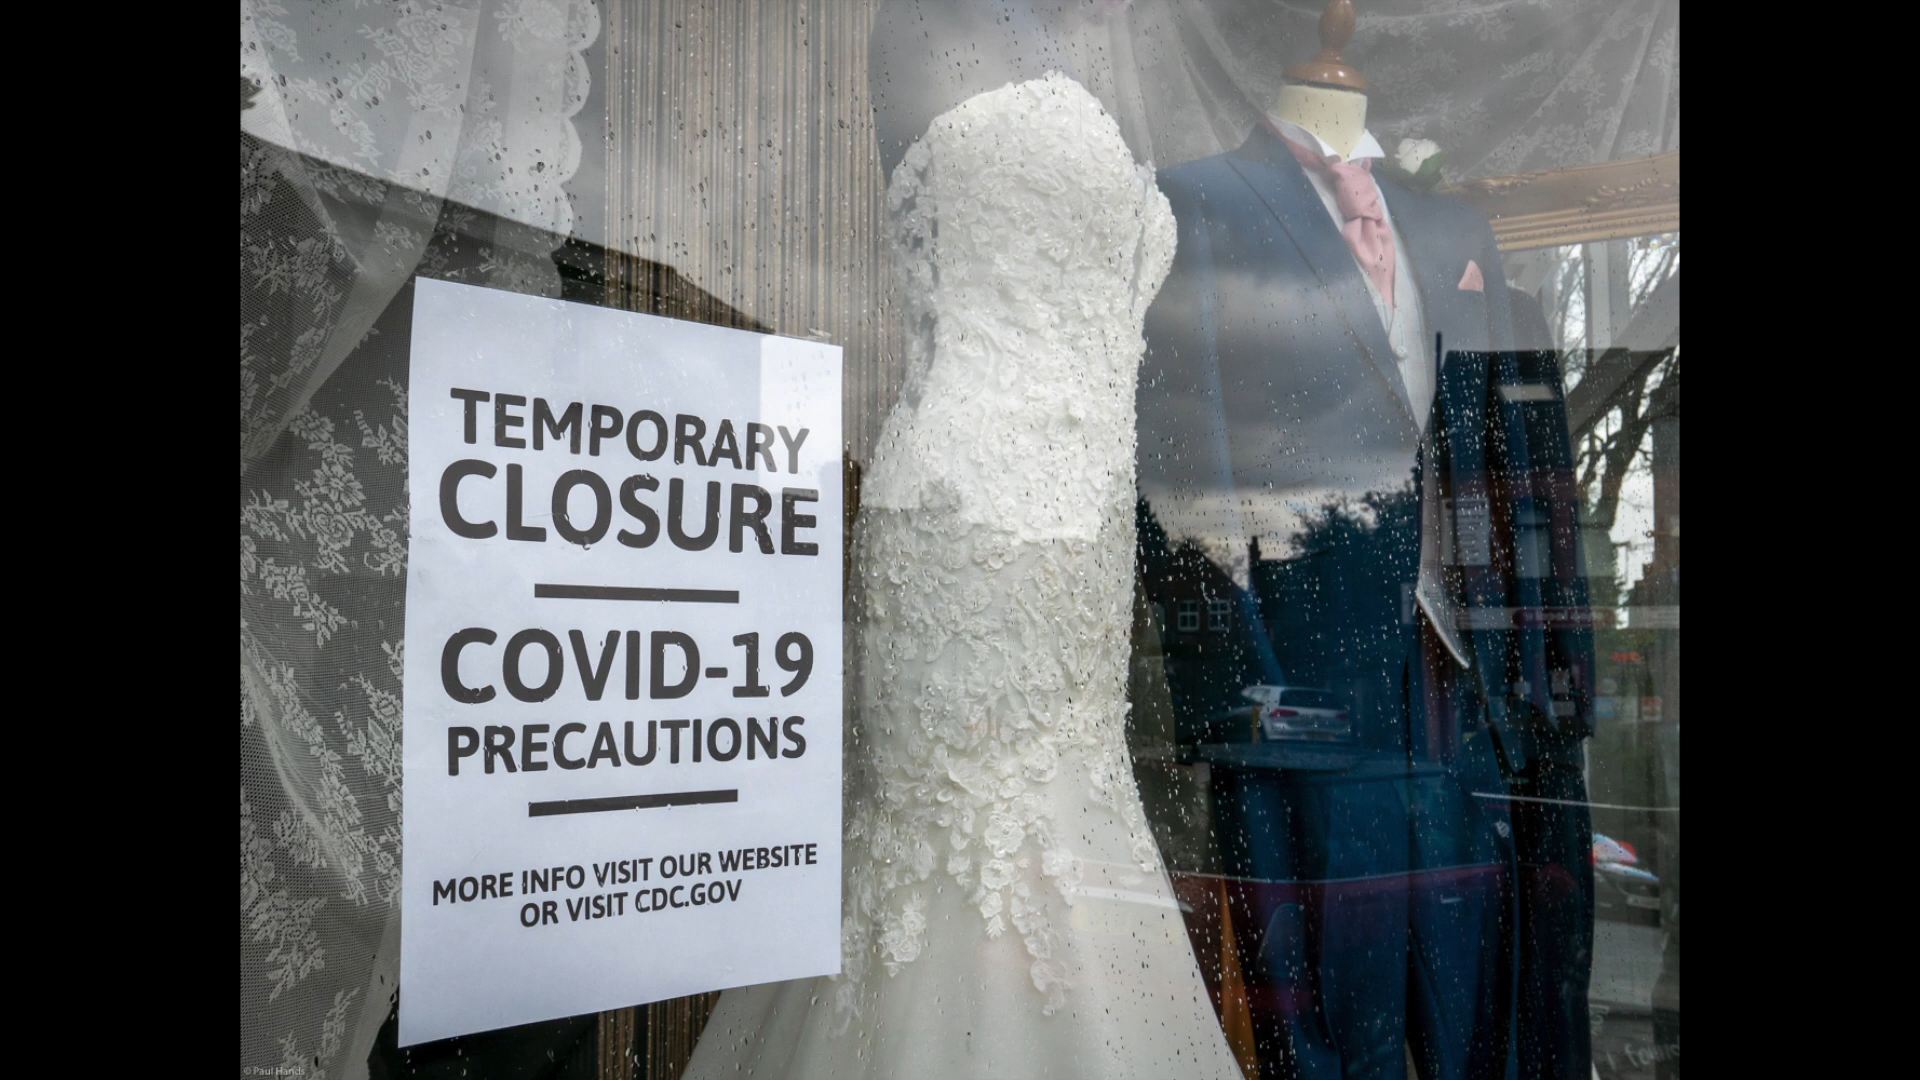 TEMPORARY
CLOSURE
COVID-19
PRECAUTIONS
MORE INFO VISIT OUR WEBSITE
OR VISIT CDC.GOV
© Paul Hands